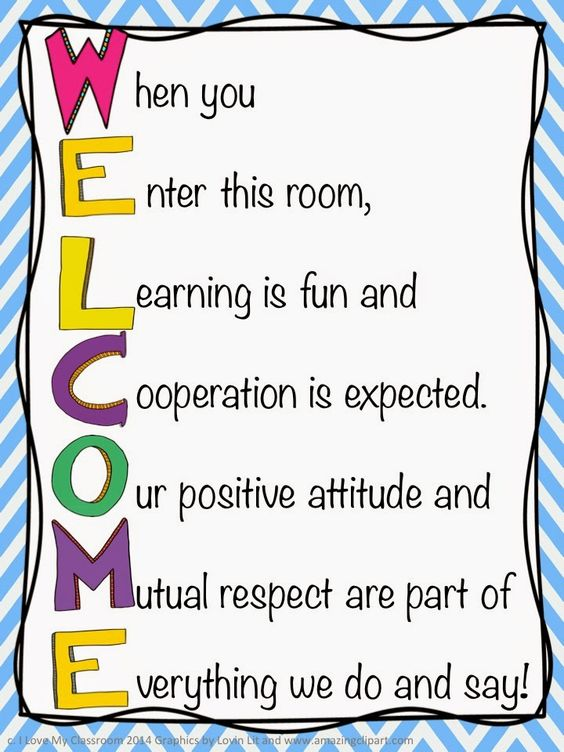 When you
Enter this room,
Learning is fun and
Cooperation is expected.
Our positive attitude and
Mutual respect are part of
Everything we do and say!
c. I Love My Classroom 2014 Graphics by Lovin Lit and www.amazingclipart.com